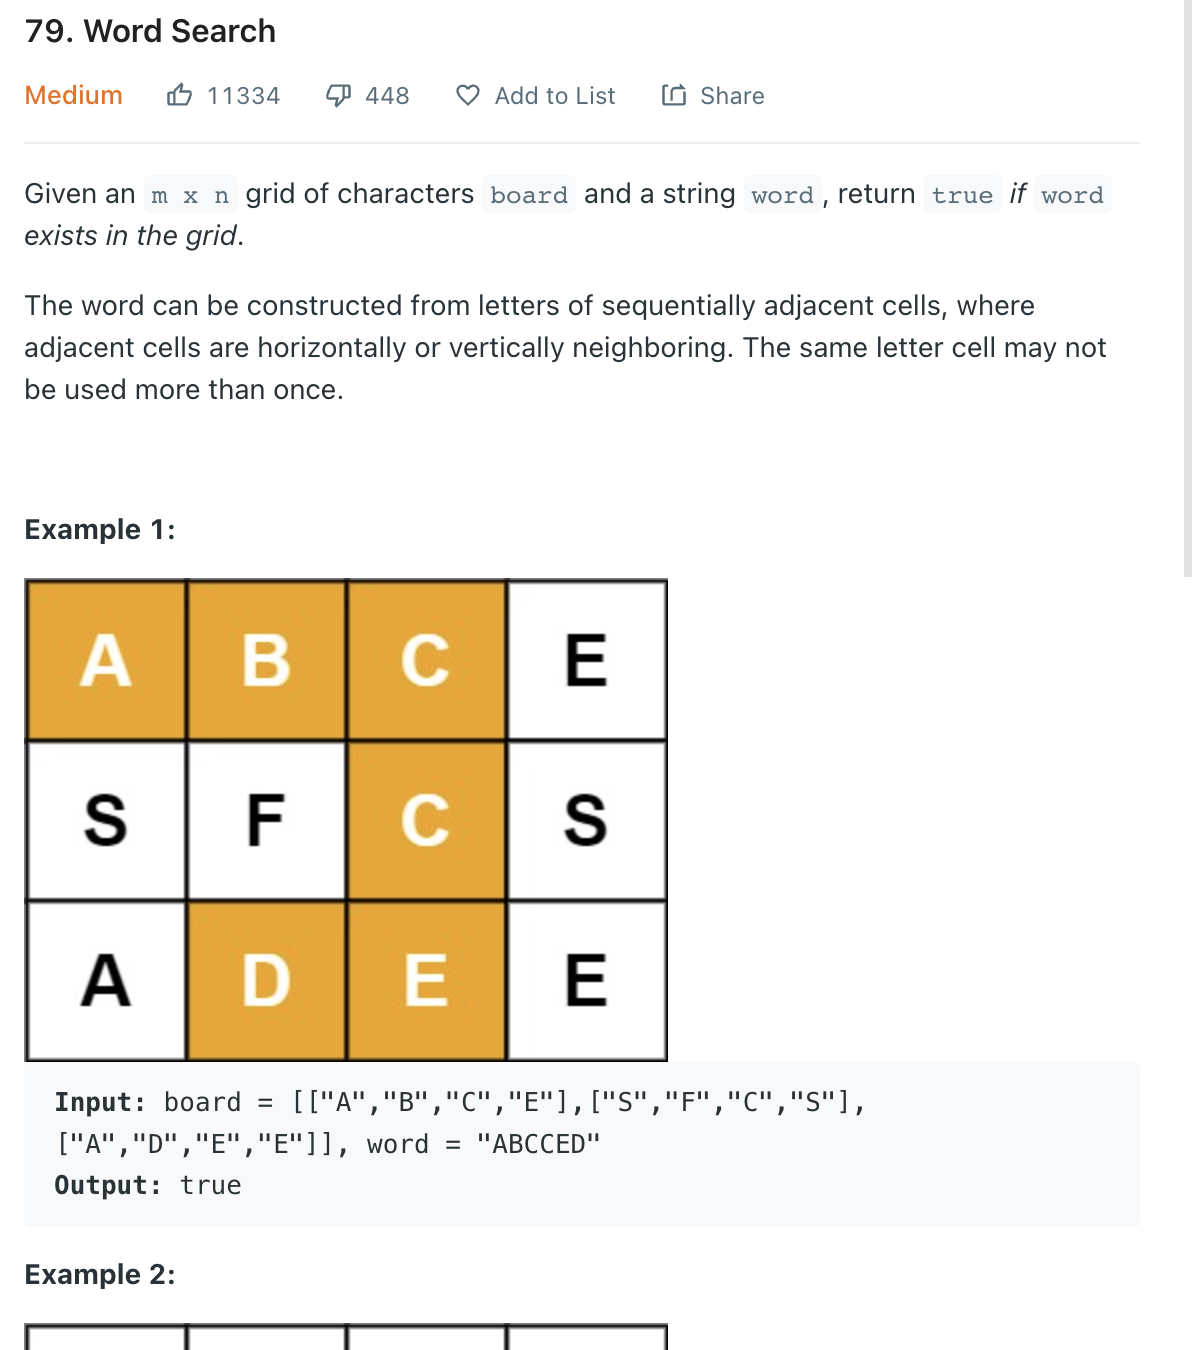 79. Word Search
Medium 11334 448 Add to List Share
Given an m x n grid of characters board and a string word, return true if word
exists in the grid.
The word can be constructed from letters of sequentially adjacent cells, where
adjacent cells are horizontally or vertically neighboring. The same letter cell may not
be used more than once.
Example 1:
A B C E
S F C S
A D E E
Input: board = [["A","B","C","E"],["S","F","C","S"],
["A","D","E","E"]], word = "ABCCED"
Output: true
Example 2: